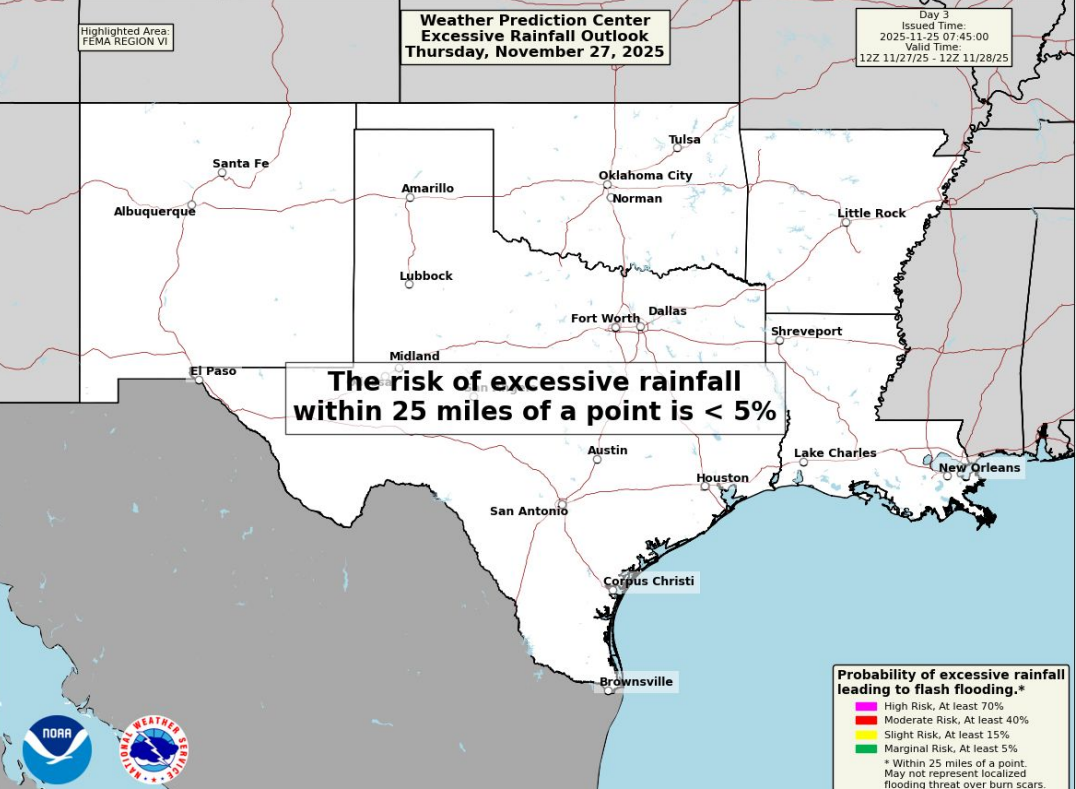 Highlighted Area:
FEMA REGION VI
Weather Prediction Center
Excessive Rainfall Outlook
Thursday, November 27, 2025
Day 3
Issued Time:
2025-11-25 07:45:00
Valid Time:
12Z 11/27/25 - 12Z 11/28/25
Tulsa
Santa Fe
Oklahoma City
Amarillo
Norman
Albuquerque
Little Rock
Lubbock
Dallas
Fort Worth
Shreveport
Midland
El Paso
The risk of excessive rainfall
within 25 miles of a point is < 5%
Austin
Lake Charles
New Orleans
Houston
San Antonio
Corpus Christi
Brownsville
Probability of excessive rainfall
leading to flash flooding.*
High Risk, At least 70%
Moderate Risk, At least 40%
Slight Risk, At least 15%
Marginal Risk, At least 5%
* Within 25 miles of a point.
May not represent localized
flooding threat over burn scars.
NOAA
NATIONAL WEATHER SERVICE